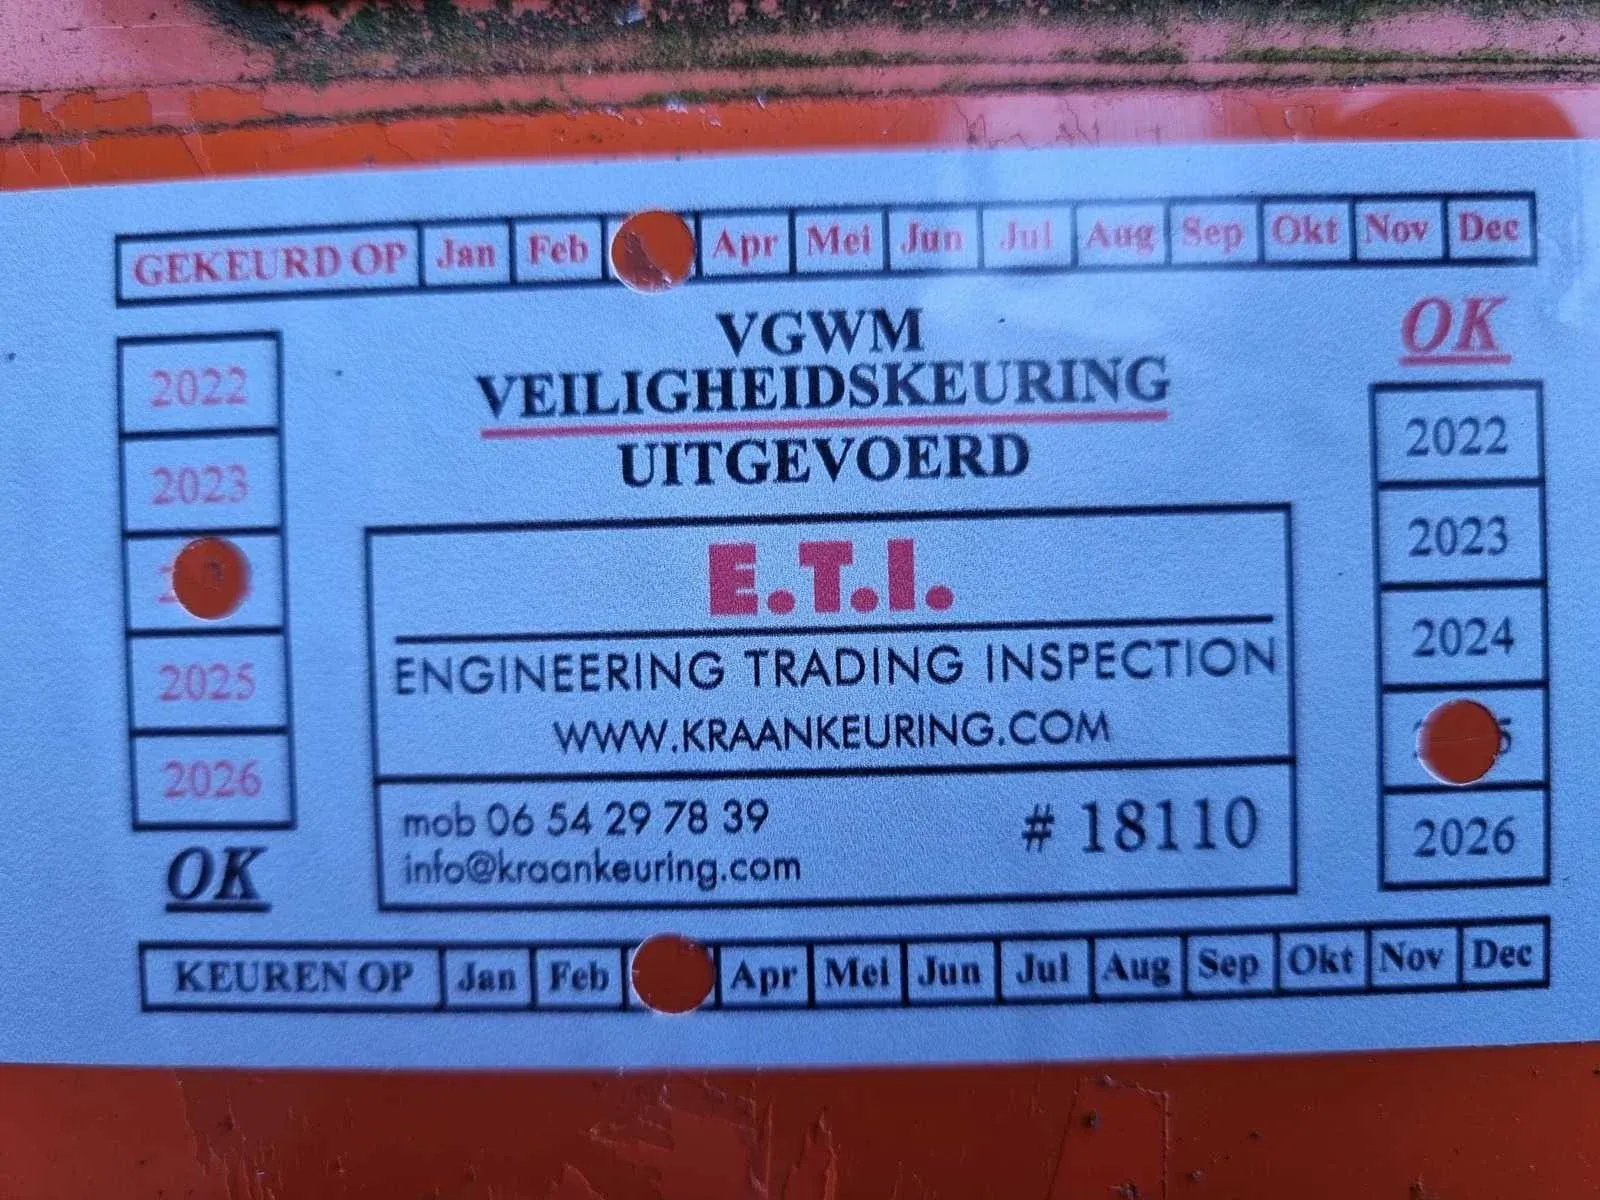 GEKEURD OP Jan Feb Apr Mei Jun Jul Aug Sep Okt Nov Dec
VGWM
VEILIGHEIDSKEURING
UITGEVOERD
OK
2022
2023
2025
2026
OK
2022
2023
2024
2026
E.T.I.
ENGINEERING TRADING INSPECTION
WWW.KRAANKEURING.COM
mob 06 54 29 78 39
info@kraankeuring.com
# 18110
KEUREN OP Jan Feb Apr Mei Jun Jul Aug Sep Okt Nov Dec